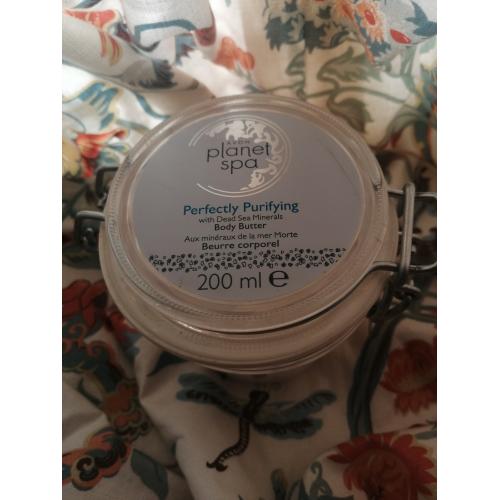 AVON
planet
spa
Perfectly Purifying
with Dead Sea Minerals
Body Butter
Aux minéraux de la mer Morte
Beurre corporel
200 ml ℮